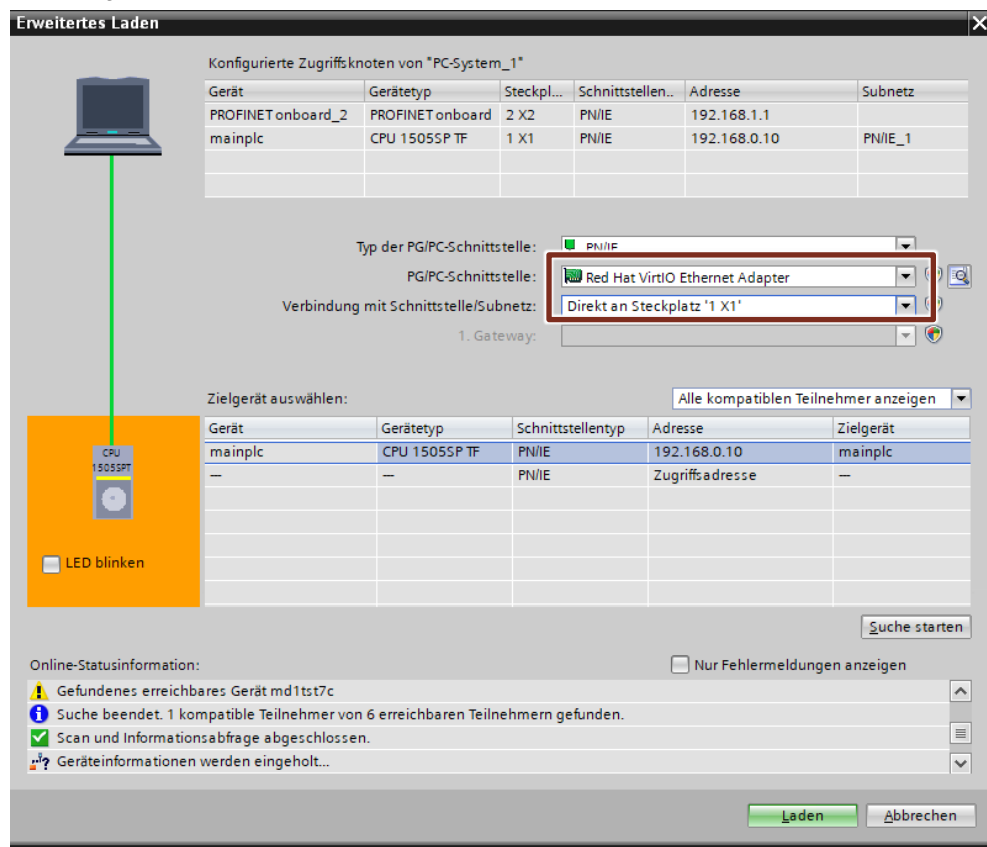 Erweitertes Laden
Konfigurierte Zugriffsknoten von "PC-System_1"
Gerät Gerätetyp Steckpl... Schnittstellen.. Adresse Subnetz
PROFINET onboard_2 PROFINET onboard 2 X2 PN/IE 192.168.1.1
mainplc CPU 1505SP TF 1 X1 PN/IE 192.168.0.10 PN/IE_1
Typ der PG/PC-Schnittstelle: PN/IE
PG/PC-Schnittstelle: Red Hat VirtIO Ethernet Adapter
Verbindung mit Schnittstelle/Subnetz: Direkt an Steckplatz '1 X1'
1. Gateway:
Zielgerät auswählen: Alle kompatiblen Teilnehmer anzeigen
Gerät Gerätetyp Schnittstellentyp Adresse Zielgerät
mainplc CPU 1505SP TF PN/IE 192.168.0.10 mainplc
— — PN/IE Zugriffsadresse —
CPU
1505SPT
LED blinken
Suche starten
Online-Statusinformation: Nur Fehlermeldungen anzeigen
Gefundenes erreichbares Gerät md1tst7c
Suche beendet. 1 kompatible Teilnehmer von 6 erreichbaren Teilnehmern gefunden.
Scan und Informationsabfrage abgeschlossen.
Geräteinformationen werden eingeholt...
Laden Abbrechen